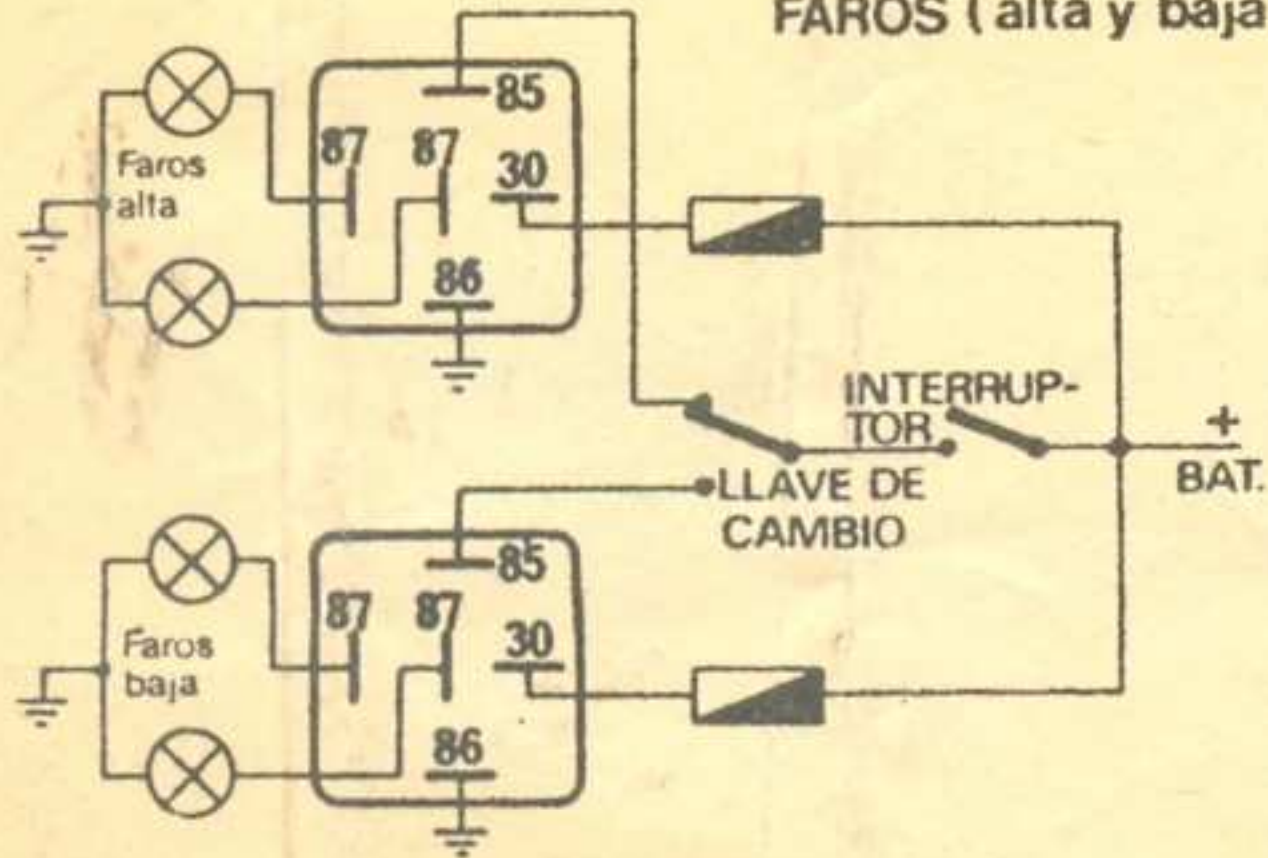 FAROS (alta y baja
85
87 87 30
Faros
alta
86
INTERRUP-
TOR
+
BAT.
LLAVE DE
CAMBIO
85
87 87 30
Faros
baja
86